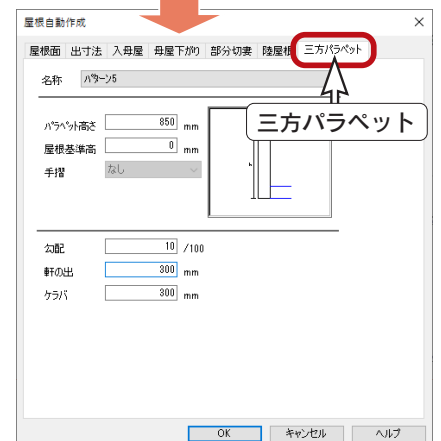 屋根自動作成
屋根面 出寸法 入母屋 母屋下がり 部分切妻 陸屋根 三方パラペット
名称 パターン5
三方パラペット
パラペット高さ 850 mm
屋根基準高 0 mm
手摺 なし
勾配 10 /100
軒の出 300 mm
ケラバ 300 mm
OK キャンセル ヘルプ